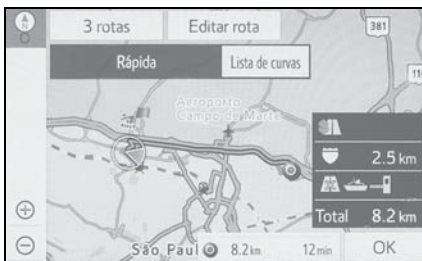 N
3 rotas
Editar rota
381
Rápida
Lista de curvas
11
Aeroporto
Campo de Marte
2.5 km
Total 8.2 km
São Paul
8.2 km
12 min
OK